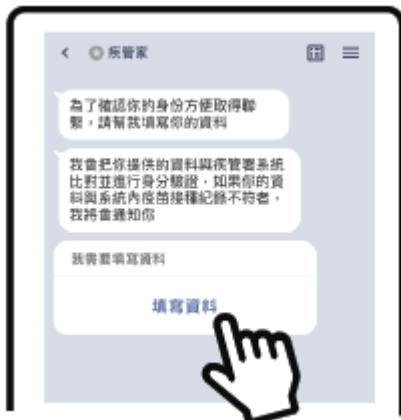 疾管家
為了確認你的身份方便取得聯
繫，請幫我填寫你的資料
我會把你提供的資料與疾管署系統
比對並進行身分驗證，如果你的資
料與系統內疫苗接種紀錄不符者，
我將會通知你
我需要填寫資料
填寫資料